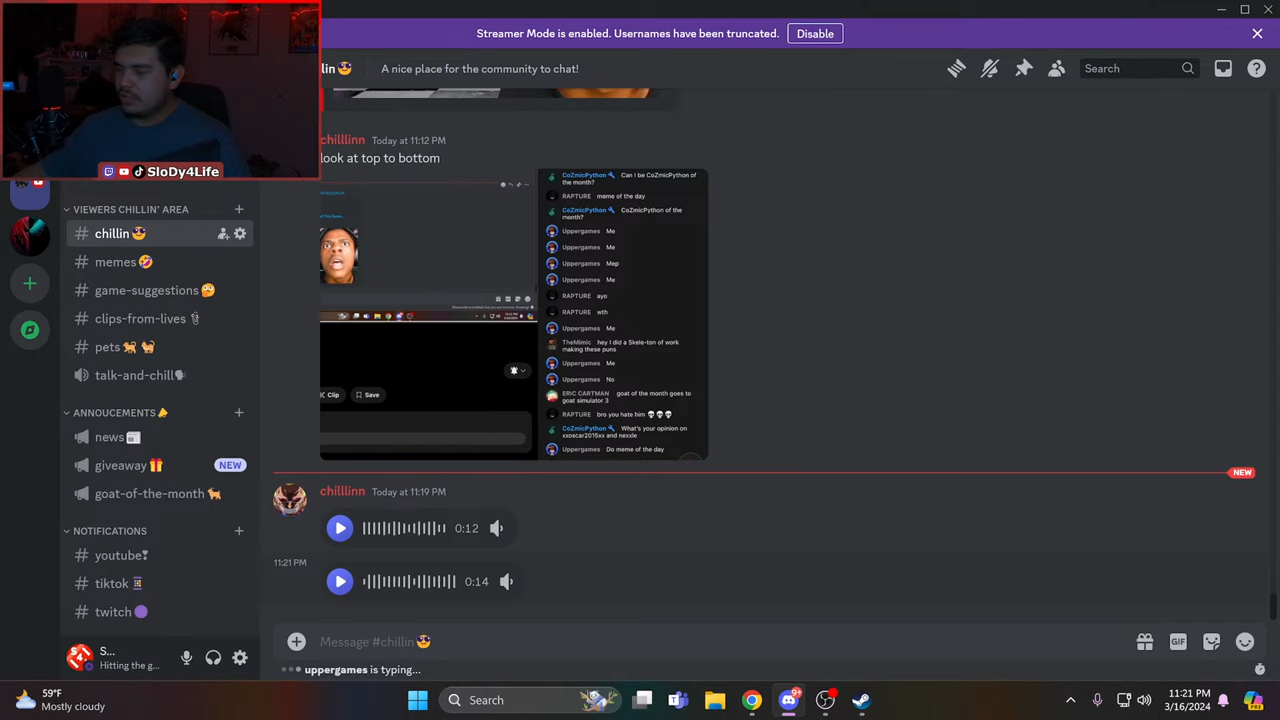 Streamer Mode is enabled. Usernames have been truncated.
Disable
lin
A nice place for the community to chat!
Search
SloDy4Life
chilllinn Today at 11:12 PM
look at top to bottom
CoZmicPython Can I be CoZmicPython of
the month?
RAPTURE meme of the day
CoZmicPython CoZmicPython of the
month?
Uppergames Me
Uppergames Me
Uppergames Mep
Uppergames Me
RAPTURE ayo
RAPTURE wth
Uppergames Me
TheMimic hey I did a Skele-ton of work
making these puns
Uppergames Me
Uppergames No
ERIC CARTMAN goat of the month goes to
goat simulator 3
RAPTURE bro you hate him
CoZmicPython What's your opinion on
xxoscar2015xx and nexxle
Uppergames Do meme of the day
Clip
Save
VIEWERS CHILLIN' AREA
# chillin
# memes
# game-suggestions
# clips-from-lives
# pets
talk-and-chill
ANNOUCEMENTS
news
giveaway NEW
goat-of-the-month
NOTIFICATIONS
# youtube
# tiktok
# twitch
S...
Hitting the g...
NEW
chilllinn Today at 11:19 PM
0:12
11:21 PM
0:14
Message #chillin
GIF
uppergames is typing...
59°F
Mostly cloudy
Search
9+
11:21 PM
3/16/2024